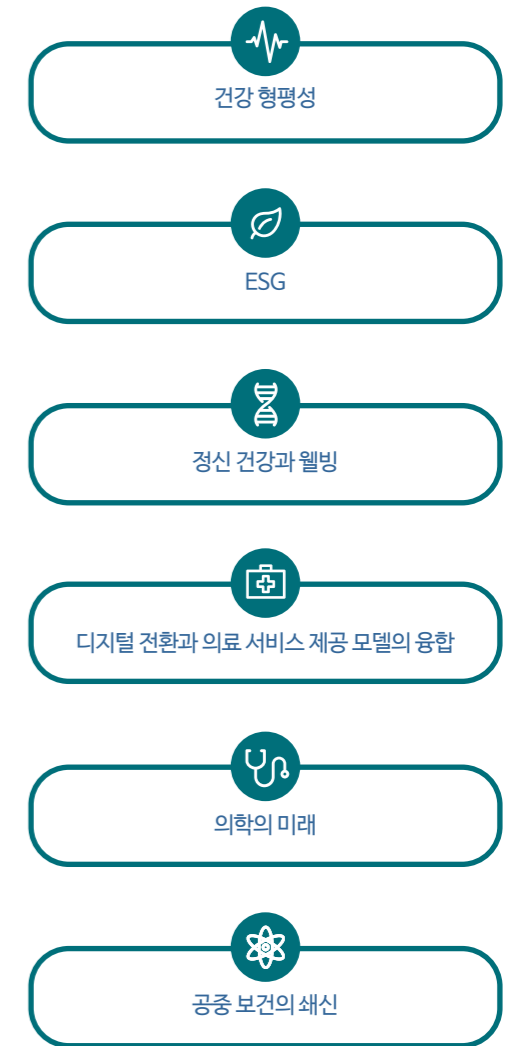 건강 형평성
ESG
정신 건강과 웰빙
디지털 전환과 의료 서비스 제공 모델의 융합
의학의 미래
공중 보건의 쇄신